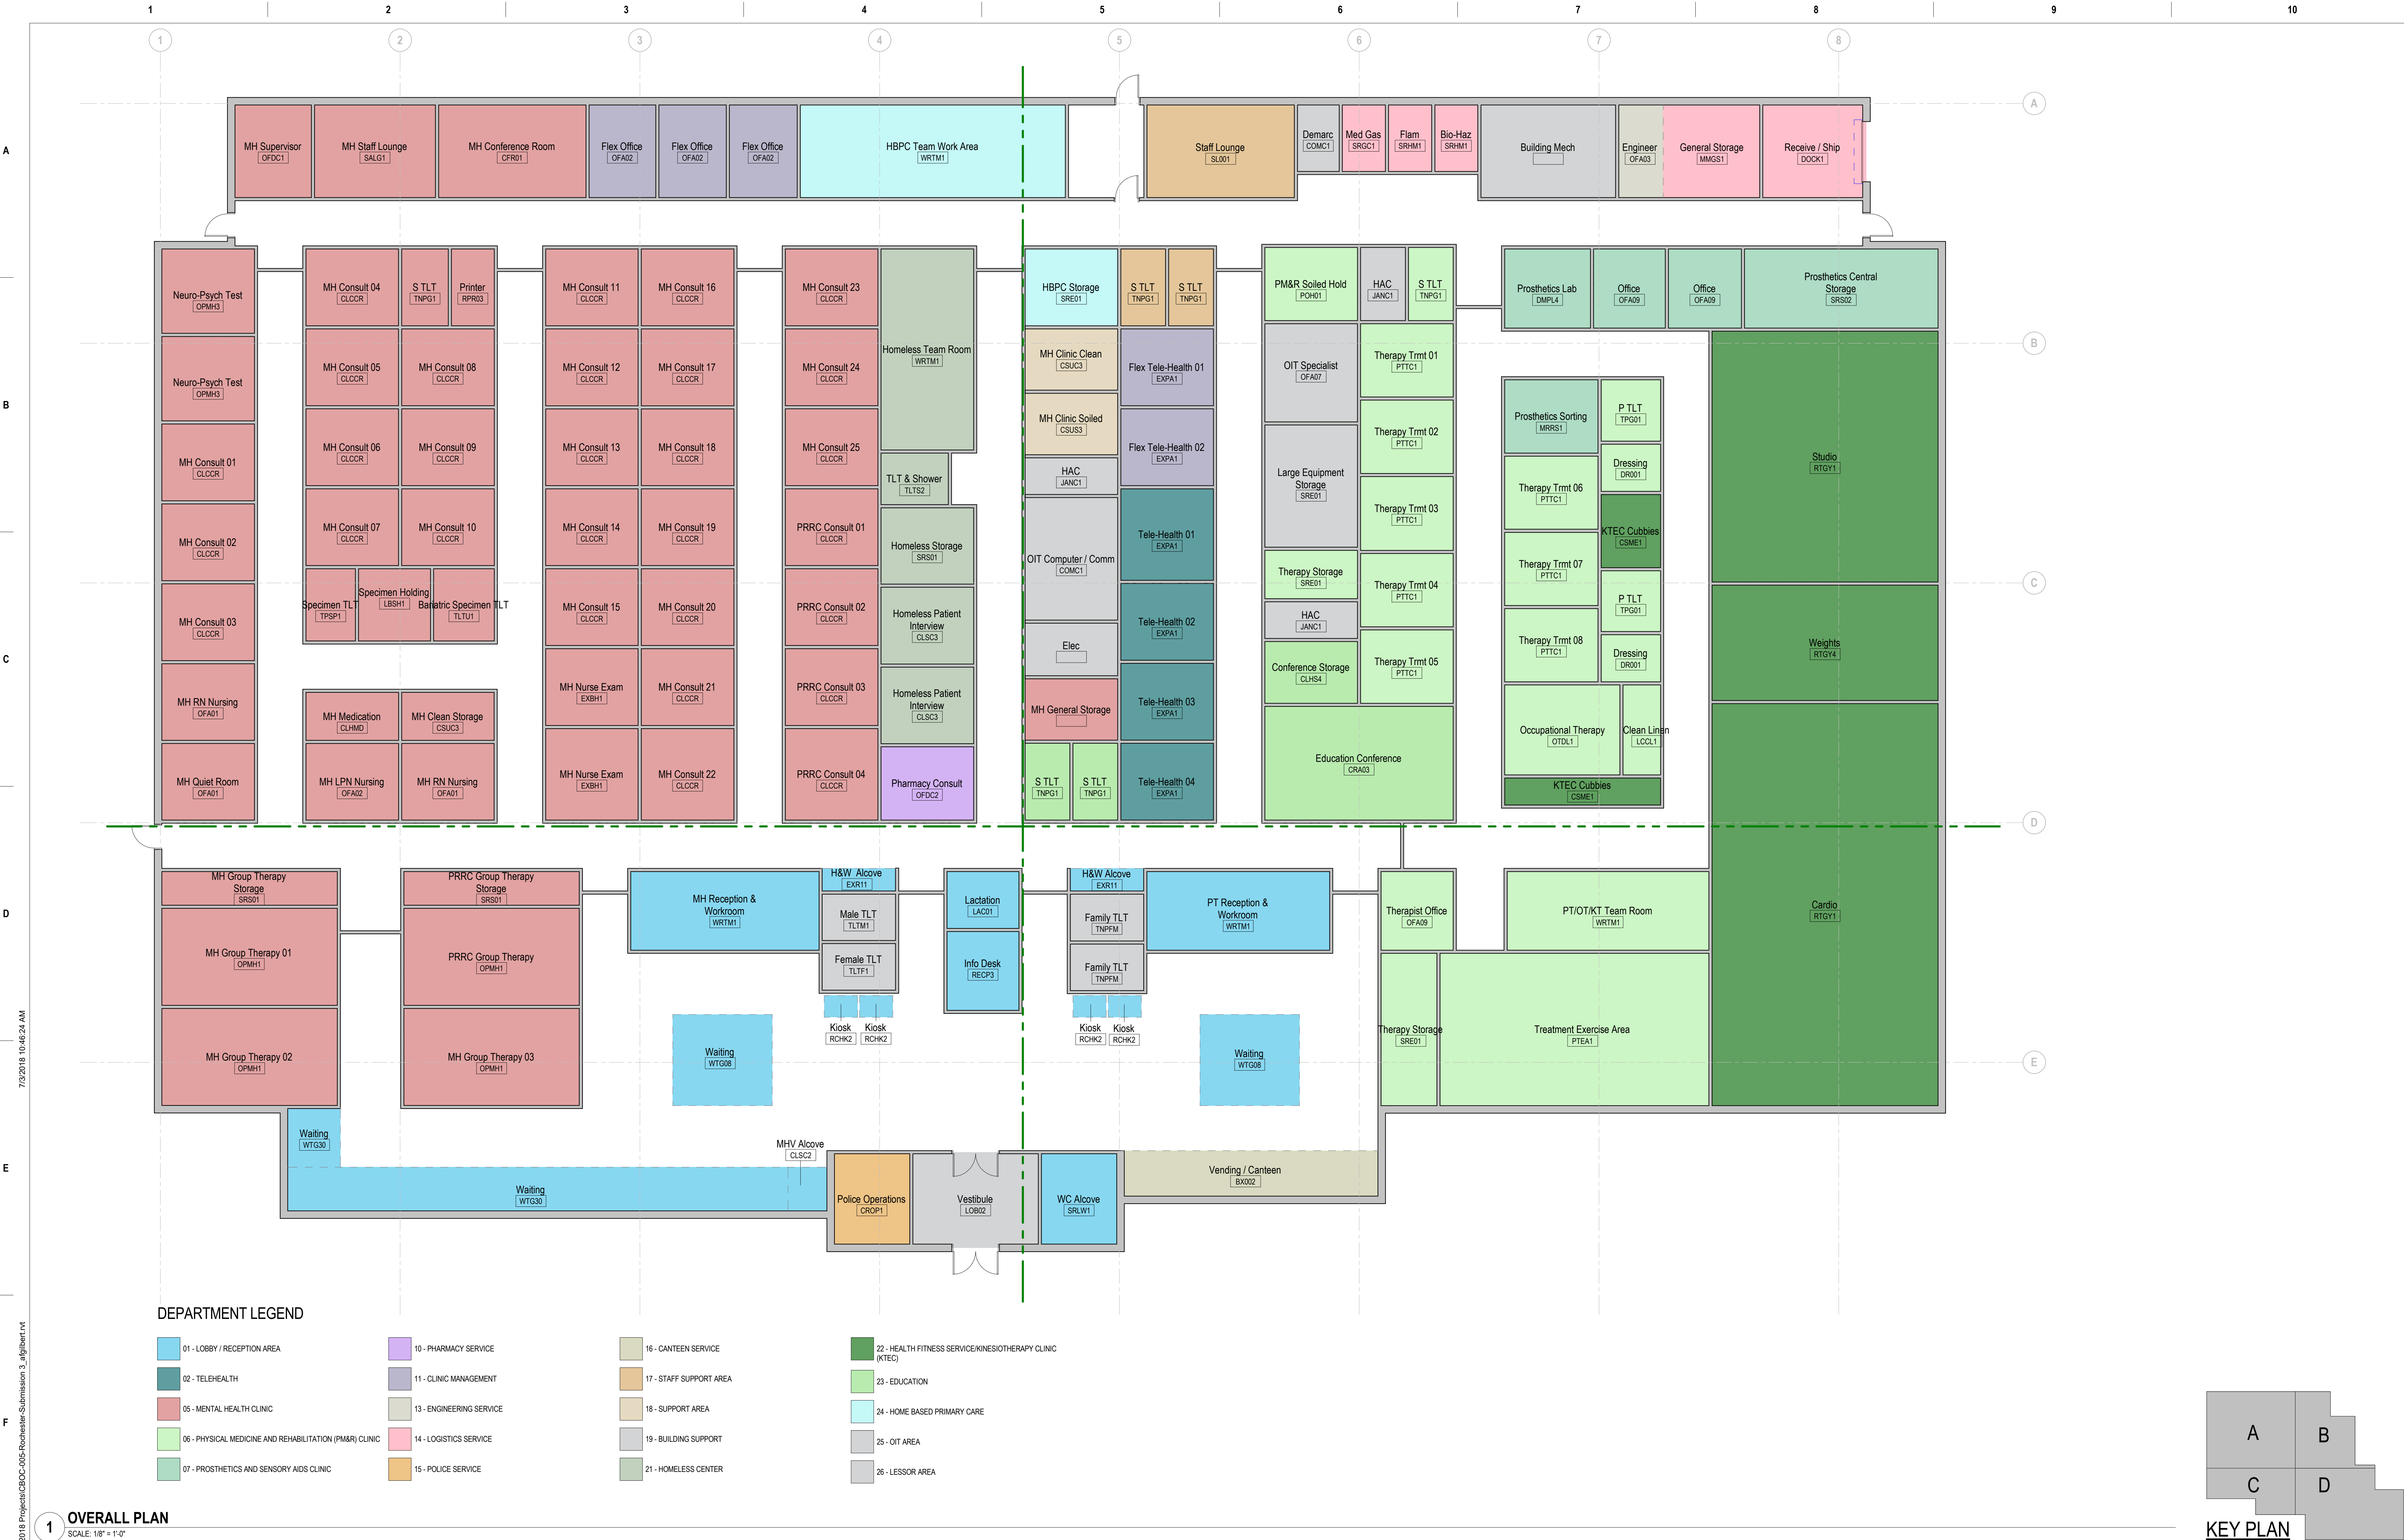 1 2 3 4 5 6 7 8 9 10
1 2 3 4 5 6 7 8
A
A
MH Supervisor
OFDC1
MH Staff Lounge
SALG1
MH Conference Room
CFR01
Flex Office
OFA02
Flex Office
OFA02
Flex Office
OFA02
HBPC Team Work Area
WRTM1
Staff Lounge
SL001
Demarc
COMC1
Med Gas
SRGC1
Flam
SRHM1
Bio-Haz
SRHM1
Building Mech
Engineer
OFA03
General Storage
MMGS1
Receive / Ship
DOCK1
Neuro-Psych Test
OPMH3
Neuro-Psych Test
OPMH3
MH Consult 01
CLCCR
MH Consult 02
CLCCR
MH Consult 03
CLCCR
MH RN Nursing
OFA01
MH Quiet Room
OFA01
MH Consult 04
CLCCR
S TLT
TNPG1
Printer
RPR03
MH Consult 05
CLCCR
MH Consult 08
CLCCR
MH Consult 06
CLCCR
MH Consult 09
CLCCR
MH Consult 07
CLCCR
MH Consult 10
CLCCR
Specimen TLT
TPSP1
Specimen Holding
LBSH1
Bariatric Specimen TLT
TLTU1
MH Medication
CLHMD
MH Clean Storage
CSUC3
MH LPN Nursing
OFA02
MH RN Nursing
OFA01
MH Consult 11
CLCCR
MH Consult 16
CLCCR
MH Consult 12
CLCCR
MH Consult 17
CLCCR
MH Consult 13
CLCCR
MH Consult 18
CLCCR
MH Consult 14
CLCCR
MH Consult 19
CLCCR
MH Consult 15
CLCCR
MH Consult 20
CLCCR
MH Nurse Exam
EXBH1
MH Consult 21
CLCCR
MH Nurse Exam
EXBH1
MH Consult 22
CLCCR
MH Consult 23
CLCCR
MH Consult 24
CLCCR
MH Consult 25
CLCCR
PRRC Consult 01
CLCCR
PRRC Consult 02
CLCCR
PRRC Consult 03
CLCCR
PRRC Consult 04
CLCCR
Homeless Team Room
WRTM1
TLT & Shower
TLTS2
Homeless Storage
SRS01
Homeless Patient
Interview
CLSC3
Homeless Patient
Interview
CLSC3
Pharmacy Consult
OFDC2
HBPC Storage
SRE01
S TLT
TNPG1
S TLT
TNPG1
MH Clinic Clean
CSUC3
MH Clinic Soiled
CSUS3
HAC
JANC1
OIT Computer / Comm
COMC1
Elec
MH General Storage
S TLT
TNPG1
S TLT
TNPG1
Flex Tele-Health 01
EXPA1
Flex Tele-Health 02
EXPA1
Tele-Health 01
EXPA1
Tele-Health 02
EXPA1
Tele-Health 03
EXPA1
Tele-Health 04
EXPA1
PM&R Soiled Hold
POH01
HAC
JANC1
S TLT
TNPG1
OIT Specialist
OFA07
Large Equipment
Storage
SRE01
Therapy Storage
SRE01
HAC
JANC1
Conference Storage
CLHS4
Therapy Trmt 01
PTTC1
Therapy Trmt 02
PTTC1
Therapy Trmt 03
PTTC1
Therapy Trmt 04
PTTC1
Therapy Trmt 05
PTTC1
Education Conference
CRA03
Prosthetics Lab
DMPL4
Office
OFA09
Office
OFA09
Prosthetics Central
Storage
SRS02
Prosthetics Sorting
MRRS1
P TLT
TPG01
Dressing
DR001
Therapy Trmt 06
PTTC1
KTEC Cubbies
CSME1
Therapy Trmt 07
PTTC1
P TLT
TPG01
Therapy Trmt 08
PTTC1
Dressing
DR001
Occupational Therapy
OTDL1
Clean Linen
LCCL1
KTEC Cubbies
CSME1
Studio
RTGY1
Weights
RTGY4
Cardio
RTGY1
B
B
C
C
D
D
E
E
F
MH Group Therapy
Storage
SRS01
MH Group Therapy 01
OPMH1
MH Group Therapy 02
OPMH1
PRRC Group Therapy
Storage
SRS01
PRRC Group Therapy
OPMH1
MH Group Therapy 03
OPMH1
MH Reception &
Workroom
WRTM1
H&W Alcove
EXR11
Male TLT
TLTM1
Female TLT
TLTF1
Kiosk
RCHK2
Kiosk
RCHK2
Lactation
LAC01
Info Desk
RECP3
H&W Alcove
EXR11
Family TLT
TNPFM
Family TLT
TNPFM
Kiosk
RCHK2
Kiosk
RCHK2
PT Reception &
Workroom
WRTM1
Therapist Office
OFA09
PT/OT/KT Team Room
WRTM1
Therapy Storage
SRE01
Treatment Exercise Area
PTEA1
Waiting
WTG08
Waiting
WTG08
Waiting
WTG30
Waiting
WTG30
MHV Alcove
CLSC2
Police Operations
CROP1
Vestibule
LOB02
WC Alcove
SRLW1
Vending / Canteen
BX002
7/3/2018 10:46:24 AM
2018 Projects\CBOC-005-Rochester-Submission 3_afgilbert.rvt
DEPARTMENT LEGEND
01 - LOBBY / RECEPTION AREA
02 - TELEHEALTH
05 - MENTAL HEALTH CLINIC
06 - PHYSICAL MEDICINE AND REHABILITATION (PM&R) CLINIC
07 - PROSTHETICS AND SENSORY AIDS CLINIC
10 - PHARMACY SERVICE
11 - CLINIC MANAGEMENT
13 - ENGINEERING SERVICE
14 - LOGISTICS SERVICE
15 - POLICE SERVICE
16 - CANTEEN SERVICE
17 - STAFF SUPPORT AREA
18 - SUPPORT AREA
19 - BUILDING SUPPORT
21 - HOMELESS CENTER
22 - HEALTH FITNESS SERVICE/KINESIOTHERAPY CLINIC
(KTEC)
23 - EDUCATION
24 - HOME BASED PRIMARY CARE
25 - OIT AREA
26 - LESSOR AREA
1
OVERALL PLAN
SCALE: 1/8" = 1'-0"
A
B
C
D
KEY PLAN